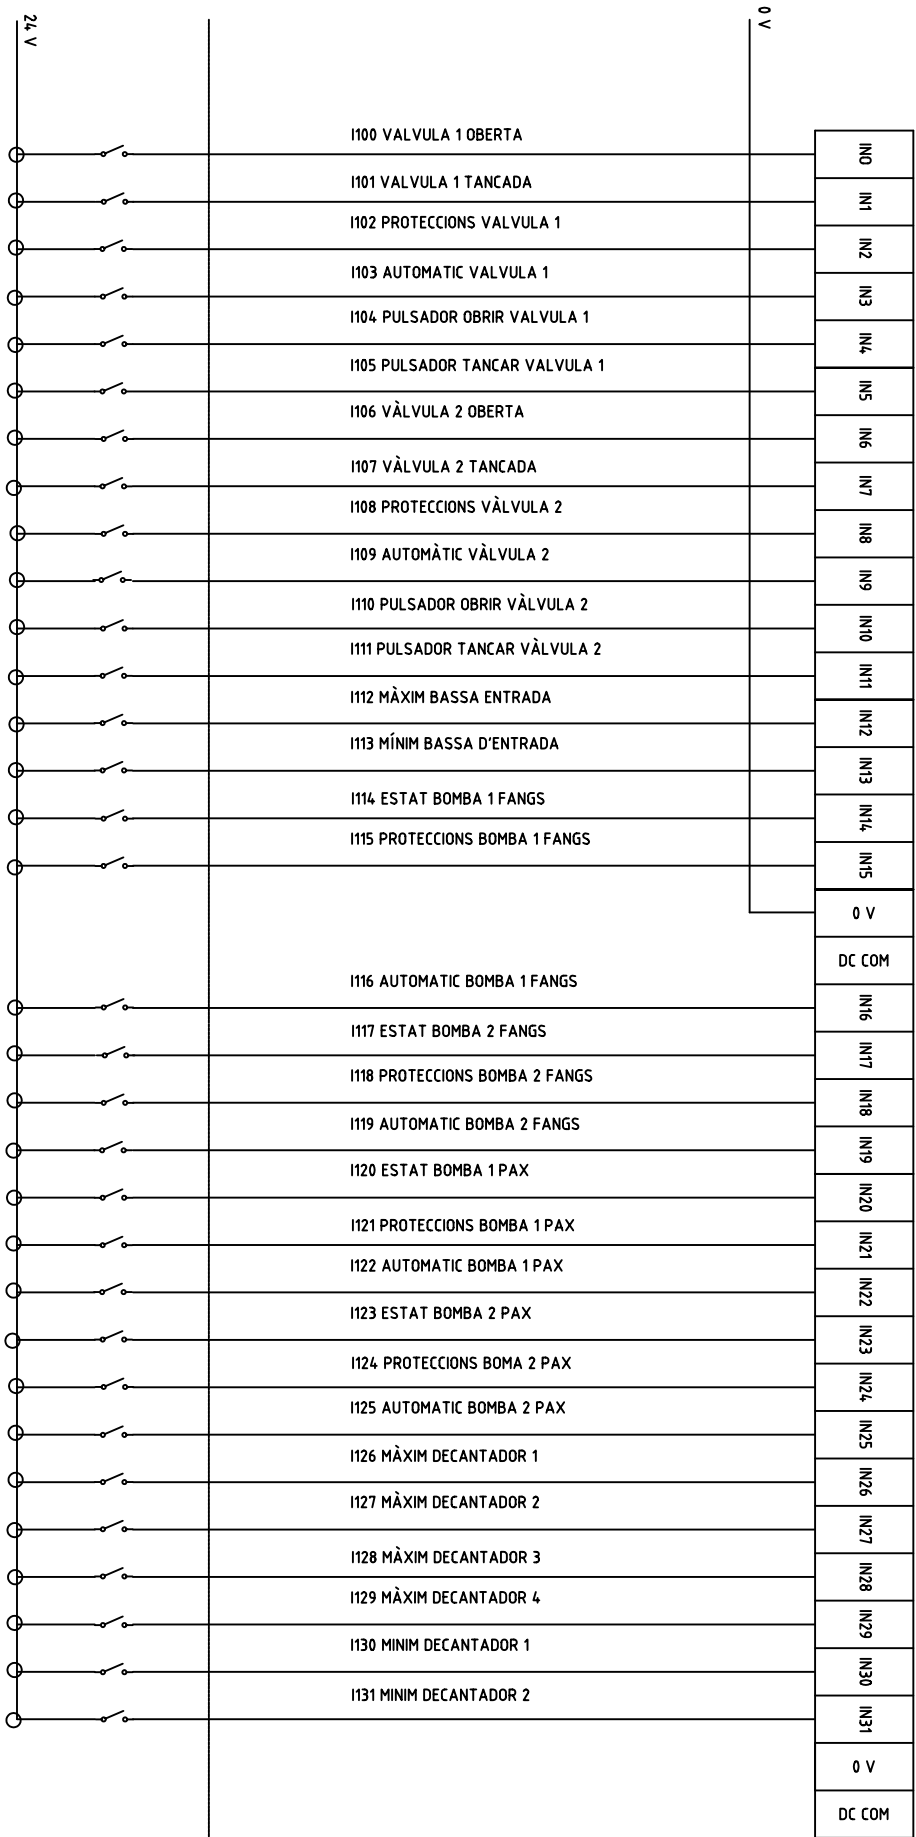 24 V
0 V
I100 VALVULA 1 OBERTA
IN0
I101 VALVULA 1 TANCADA
IN1
I102 PROTECCIONS VALVULA 1
IN2
I103 AUTOMATIC VALVULA 1
IN3
I104 PULSADOR OBRIR VALVULA 1
IN4
I105 PULSADOR TANCAR VALVULA 1
IN5
I106 VÀLVULA 2 OBERTA
IN6
I107 VÀLVULA 2 TANCADA
IN7
I108 PROTECCIONS VÀLVULA 2
IN8
I109 AUTOMÀTIC VÀLVULA 2
IN9
I110 PULSADOR OBRIR VÀLVULA 2
IN10
I111 PULSADOR TANCAR VÀLVULA 2
IN11
I112 MÀXIM BASSA ENTRADA
IN12
I113 MÍNIM BASSA D'ENTRADA
IN13
I114 ESTAT BOMBA 1 FANGS
IN14
I115 PROTECCIONS BOMBA 1 FANGS
IN15
0 V
DC COM
I116 AUTOMATIC BOMBA 1 FANGS
IN16
I117 ESTAT BOMBA 2 FANGS
IN17
I118 PROTECCIONS BOMBA 2 FANGS
IN18
I119 AUTOMATIC BOMBA 2 FANGS
IN19
I120 ESTAT BOMBA 1 PAX
IN20
I121 PROTECCIONS BOMBA 1 PAX
IN21
I122 AUTOMATIC BOMBA 1 PAX
IN22
I123 ESTAT BOMBA 2 PAX
IN23
I124 PROTECCIONS BOMA 2 PAX
IN24
I125 AUTOMATIC BOMBA 2 PAX
IN25
I126 MÀXIM DECANTADOR 1
IN26
I127 MÀXIM DECANTADOR 2
IN27
I128 MÀXIM DECANTADOR 3
IN28
I129 MÀXIM DECANTADOR 4
IN29
I130 MINIM DECANTADOR 1
IN30
I131 MINIM DECANTADOR 2
IN31
0 V
DC COM